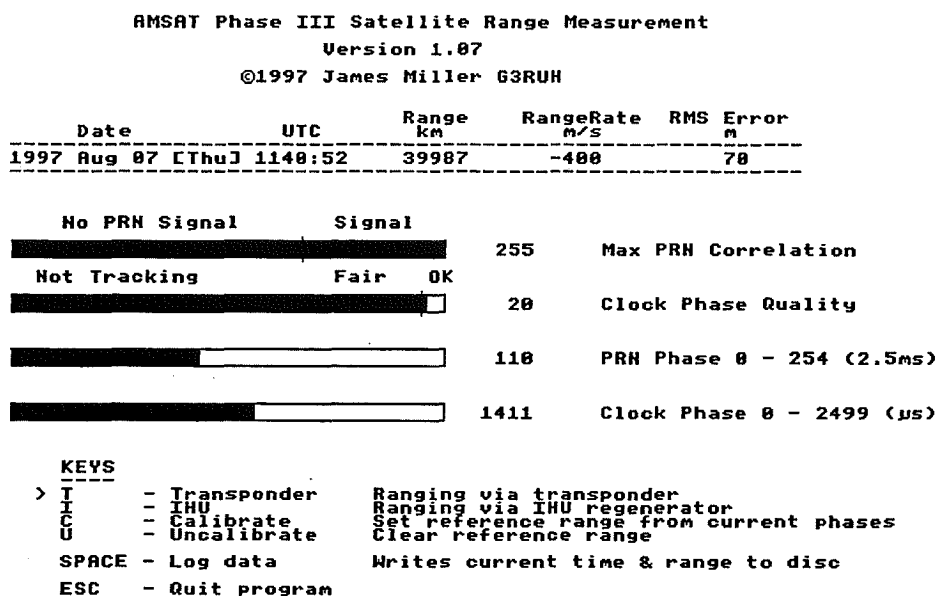 AMSAT Phase III Satellite Range Measurement
Version 1.07
©1997 James Miller G3RUH
Date UTC Range km RangeRate m/s RMS Error m
1997 Aug 07 [Thu] 1140:52 39987 -400 70
No PRN Signal Signal
255 Max PRN Correlation
Not Tracking Fair OK
20 Clock Phase Quality
110 PRN Phase 0 - 254 (2.5ms)
1411 Clock Phase 0 - 2499 (µs)
KEYS
> T - Transponder Ranging via transponder
I - IHU Ranging via IHU regenerator
C - Calibrate Set reference range from current phases
U - Uncalibrate Clear reference range
SPACE - Log data Writes current time & range to disc
ESC - Quit program